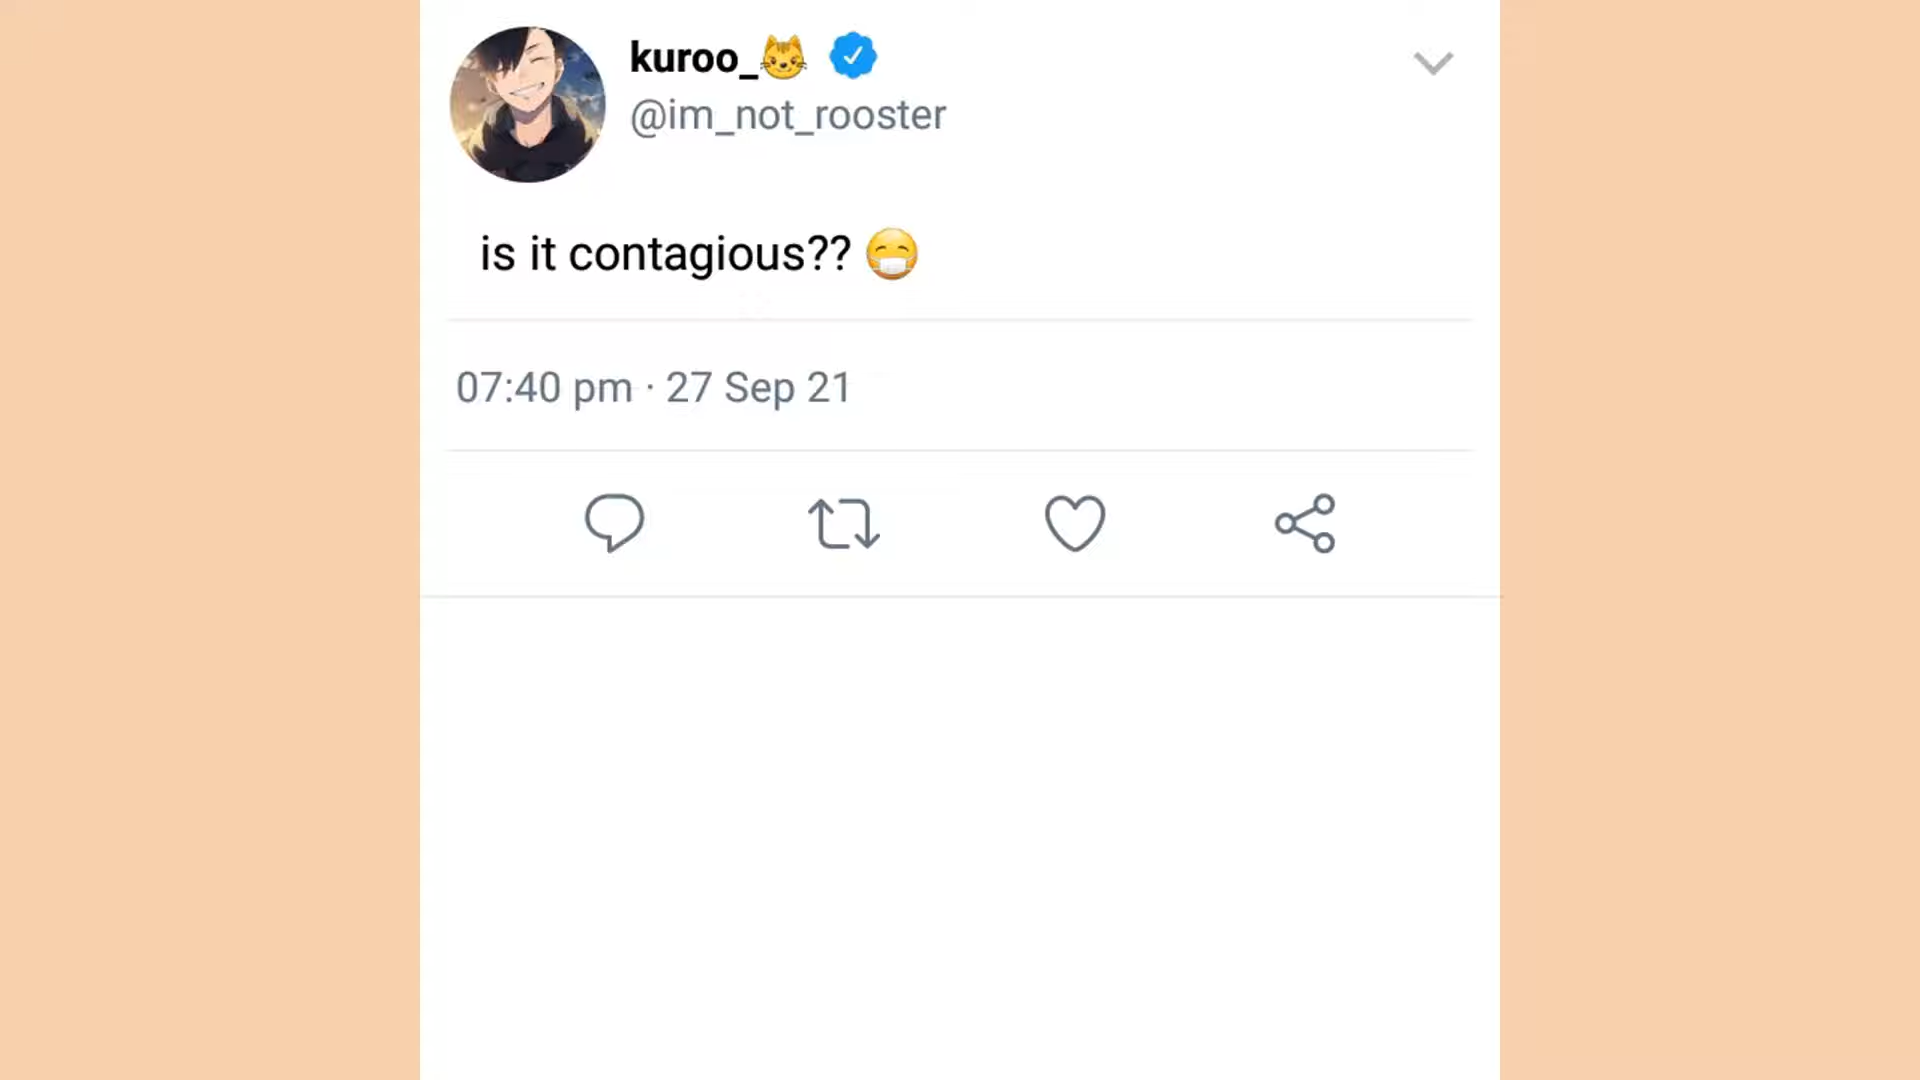 kuroo_😼
@im_not_rooster
is it contagious?? 😷
07:40 pm · 27 Sep 21